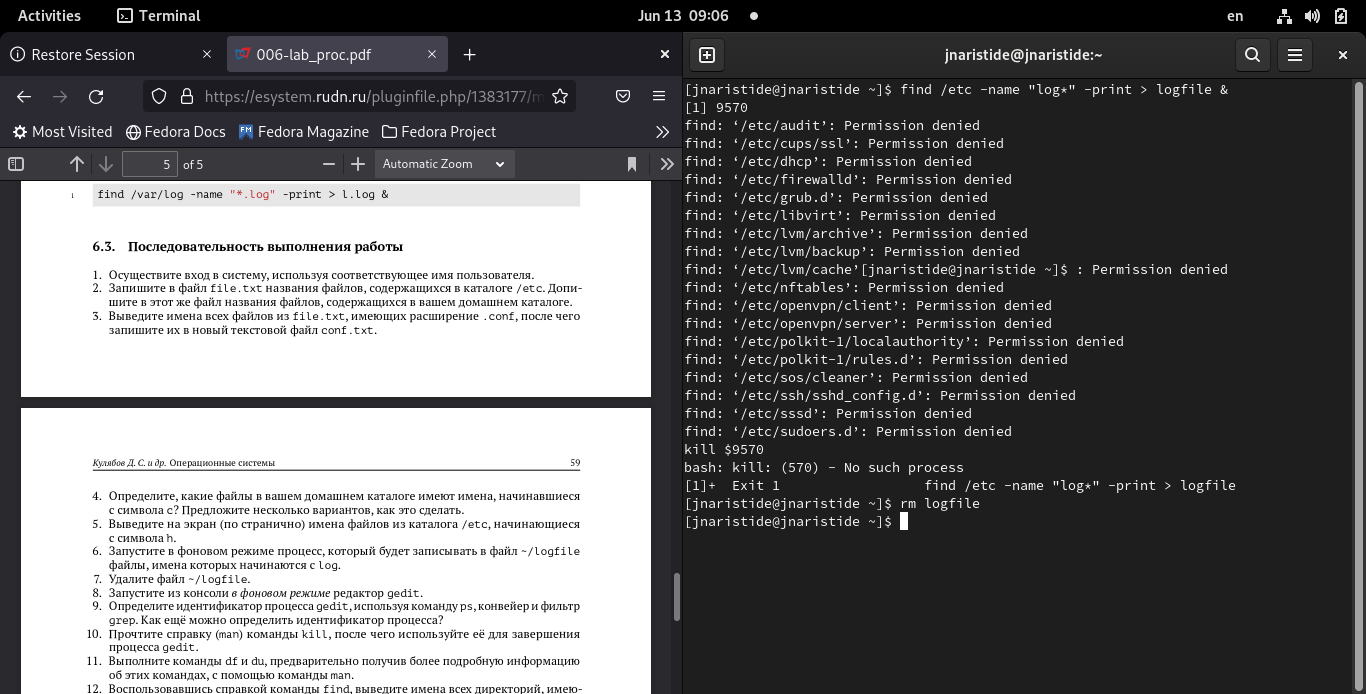 Activities
Terminal
Jun 13 09:06
en
Restore Session
006-lab_proc.pdf
https://esystem.rudn.ru/pluginfile.php/1383177/m
Most Visited
Fedora Docs
Fedora Magazine
Fedora Project
5 of 5
Automatic Zoom
1 find /var/log -name "*.log" -print > l.log &
6.3. Последовательность выполнения работы
1. Осуществите вход в систему, используя соответствующее имя пользователя.
2. Запишите в файл file.txt названия файлов, содержащихся в каталоге /etc. Допи-
шите в этот же файл названия файлов, содержащихся в вашем домашнем каталоге.
3. Выведите имена всех файлов из file.txt, имеющих расширение .conf, после чего
запишите их в новый текстовой файл conf.txt.
Кулябов Д. С. и др. Операционные системы 59
4. Определите, какие файлы в вашем домашнем каталоге имеют имена, начинавшиеся
с символа c? Предложите несколько вариантов, как это сделать.
5. Выведите на экран (по странично) имена файлов из каталога /etc, начинающиеся
с символа h.
6. Запустите в фоновом режиме процесс, который будет записывать в файл ~/logfile
файлы, имена которых начинаются с log.
7. Удалите файл ~/logfile.
8. Запустите из консоли в фоновом режиме редактор gedit.
9. Определите идентификатор процесса gedit, используя команду ps, конвейер и фильтр
grep. Как ещё можно определить идентификатор процесса?
10. Прочтите справку (man) команды kill, после чего используйте её для завершения
процесса gedit.
11. Выполните команды df и du, предварительно получив более подробную информацию
об этих командах, с помощью команды man.
12. Воспользовавшись справкой команды find, выведите имена всех директорий, имею-
jnaristide@jnaristide:~
[jnaristide@jnaristide ~]$ find /etc -name "log*" -print > logfile &
[1] 9570
find: ‘/etc/audit’: Permission denied
find: ‘/etc/cups/ssl’: Permission denied
find: ‘/etc/dhcp’: Permission denied
find: ‘/etc/firewalld’: Permission denied
find: ‘/etc/grub.d’: Permission denied
find: ‘/etc/libvirt’: Permission denied
find: ‘/etc/lvm/archive’: Permission denied
find: ‘/etc/lvm/backup’: Permission denied
find: ‘/etc/lvm/cache’[jnaristide@jnaristide ~]$ : Permission denied
find: ‘/etc/nftables’: Permission denied
find: ‘/etc/openvpn/client’: Permission denied
find: ‘/etc/openvpn/server’: Permission denied
find: ‘/etc/polkit-1/localauthority’: Permission denied
find: ‘/etc/polkit-1/rules.d’: Permission denied
find: ‘/etc/sos/cleaner’: Permission denied
find: ‘/etc/ssh/sshd_config.d’: Permission denied
find: ‘/etc/sssd’: Permission denied
find: ‘/etc/sudoers.d’: Permission denied
kill $9570
bash: kill: (570) - No such process
[1]+  Exit 1                  find /etc -name "log*" -print > logfile
[jnaristide@jnaristide ~]$ rm logfile
[jnaristide@jnaristide ~]$